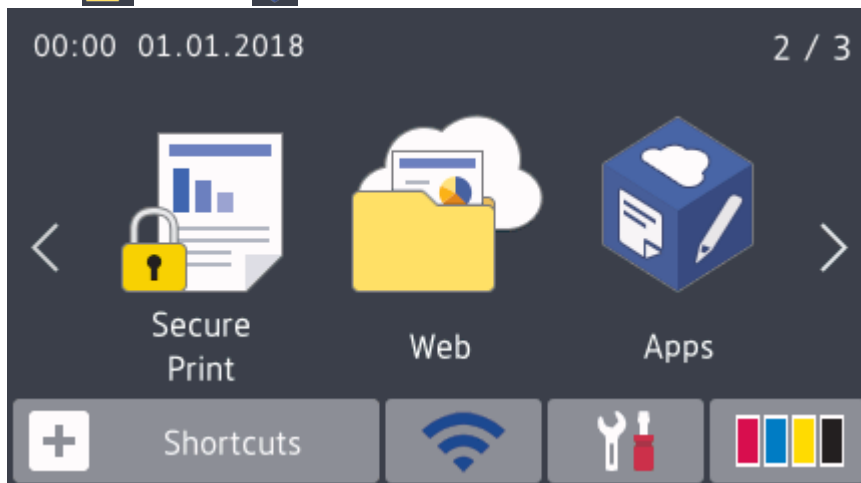 00:00 01.01.2018 2 / 3
Secure
Print
Web
Apps
Shortcuts